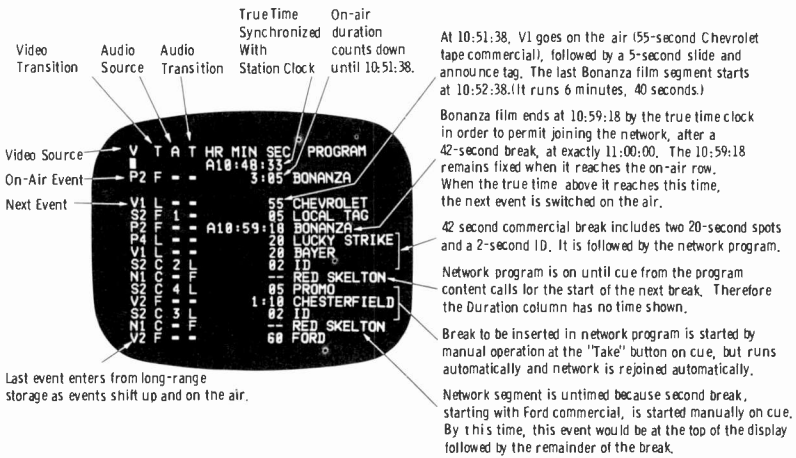 True Time
Synchronized
With
Station Clock
On-air
duration
counts down
until 10:51:38.
Video
Transition
Audio
Source
Audio
Transition
Video Source
On-Air Event
Next Event
V T A T HR MIN SEC PROGRAM
A10:48:33
P2 F - - 3:05 BONANZA
V1 L - - 55 CHEVROLET
S2 F 1 - 05 LOCAL TAG
P2 F - - A10:59:18 BONANZA
P4 L - - 20 LUCKY STRIKE
V1 L - - 20 BAYER
S2 C 2 L 02 ID
N1 C - F -- RED SKELTON
S2 C 4 L 05 PROMO
V2 F - - 1:10 CHESTERFIELD
S2 C 3 L 02 ID
N1 C - F -- RED SKELTON
V2 F - - 60 FORD
Last event enters from long-range
storage as events shift up and on the air.
At 10:51:38, V1 goes on the air (55-second Chevrolet
tape commercial), followed by a 5-second slide and
announce tag. The last Bonanza film segment starts
at 10:52:38.(It runs 6 minutes, 40 seconds.)
Bonanza film ends at 10:59:18 by the true time clock
in order to permit joining the network, after a
42-second break, at exactly 11:00:00. The 10:59:18
remains fixed when it reaches the on-air row.
When the true time above it reaches this time,
the next event is switched on the air.
42 second commercial break includes two 20-second spots
and a 2-second ID. It is followed by the network program.
Network program is on until cue from the program
content calls for the start of the next break. Therefore
the Duration column has no time shown.
Break to be inserted in network program is started by
manual operation at the "Take" button on cue, but runs
automatically and network is rejoined automatically.
Network segment is untimed because second break,
starting with Ford commercial, is started manually on cue.
By this time, this event would be at the top of the display
followed by the remainder of the break.